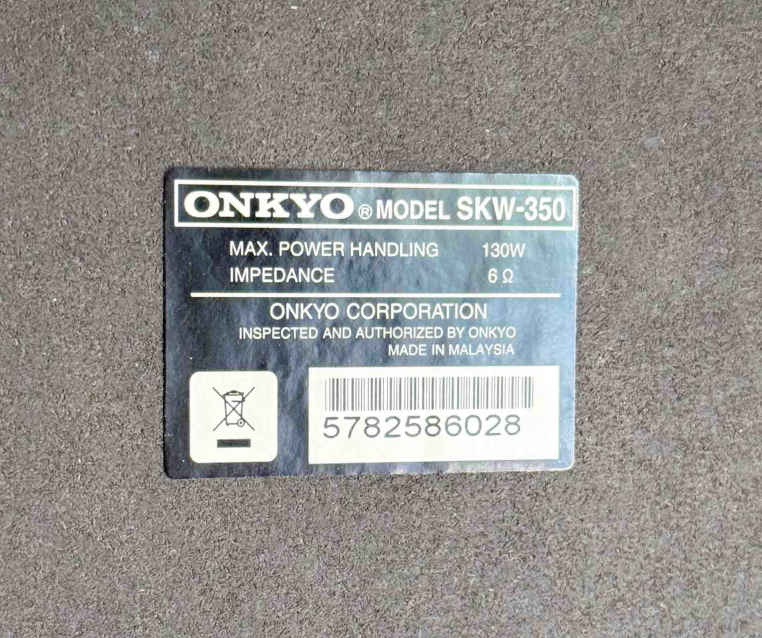 ONKYO® MODEL SKW-350
MAX. POWER HANDLING 130W
IMPEDANCE 6 Ω
ONKYO CORPORATION
INSPECTED AND AUTHORIZED BY ONKYO
MADE IN MALAYSIA
5782586028